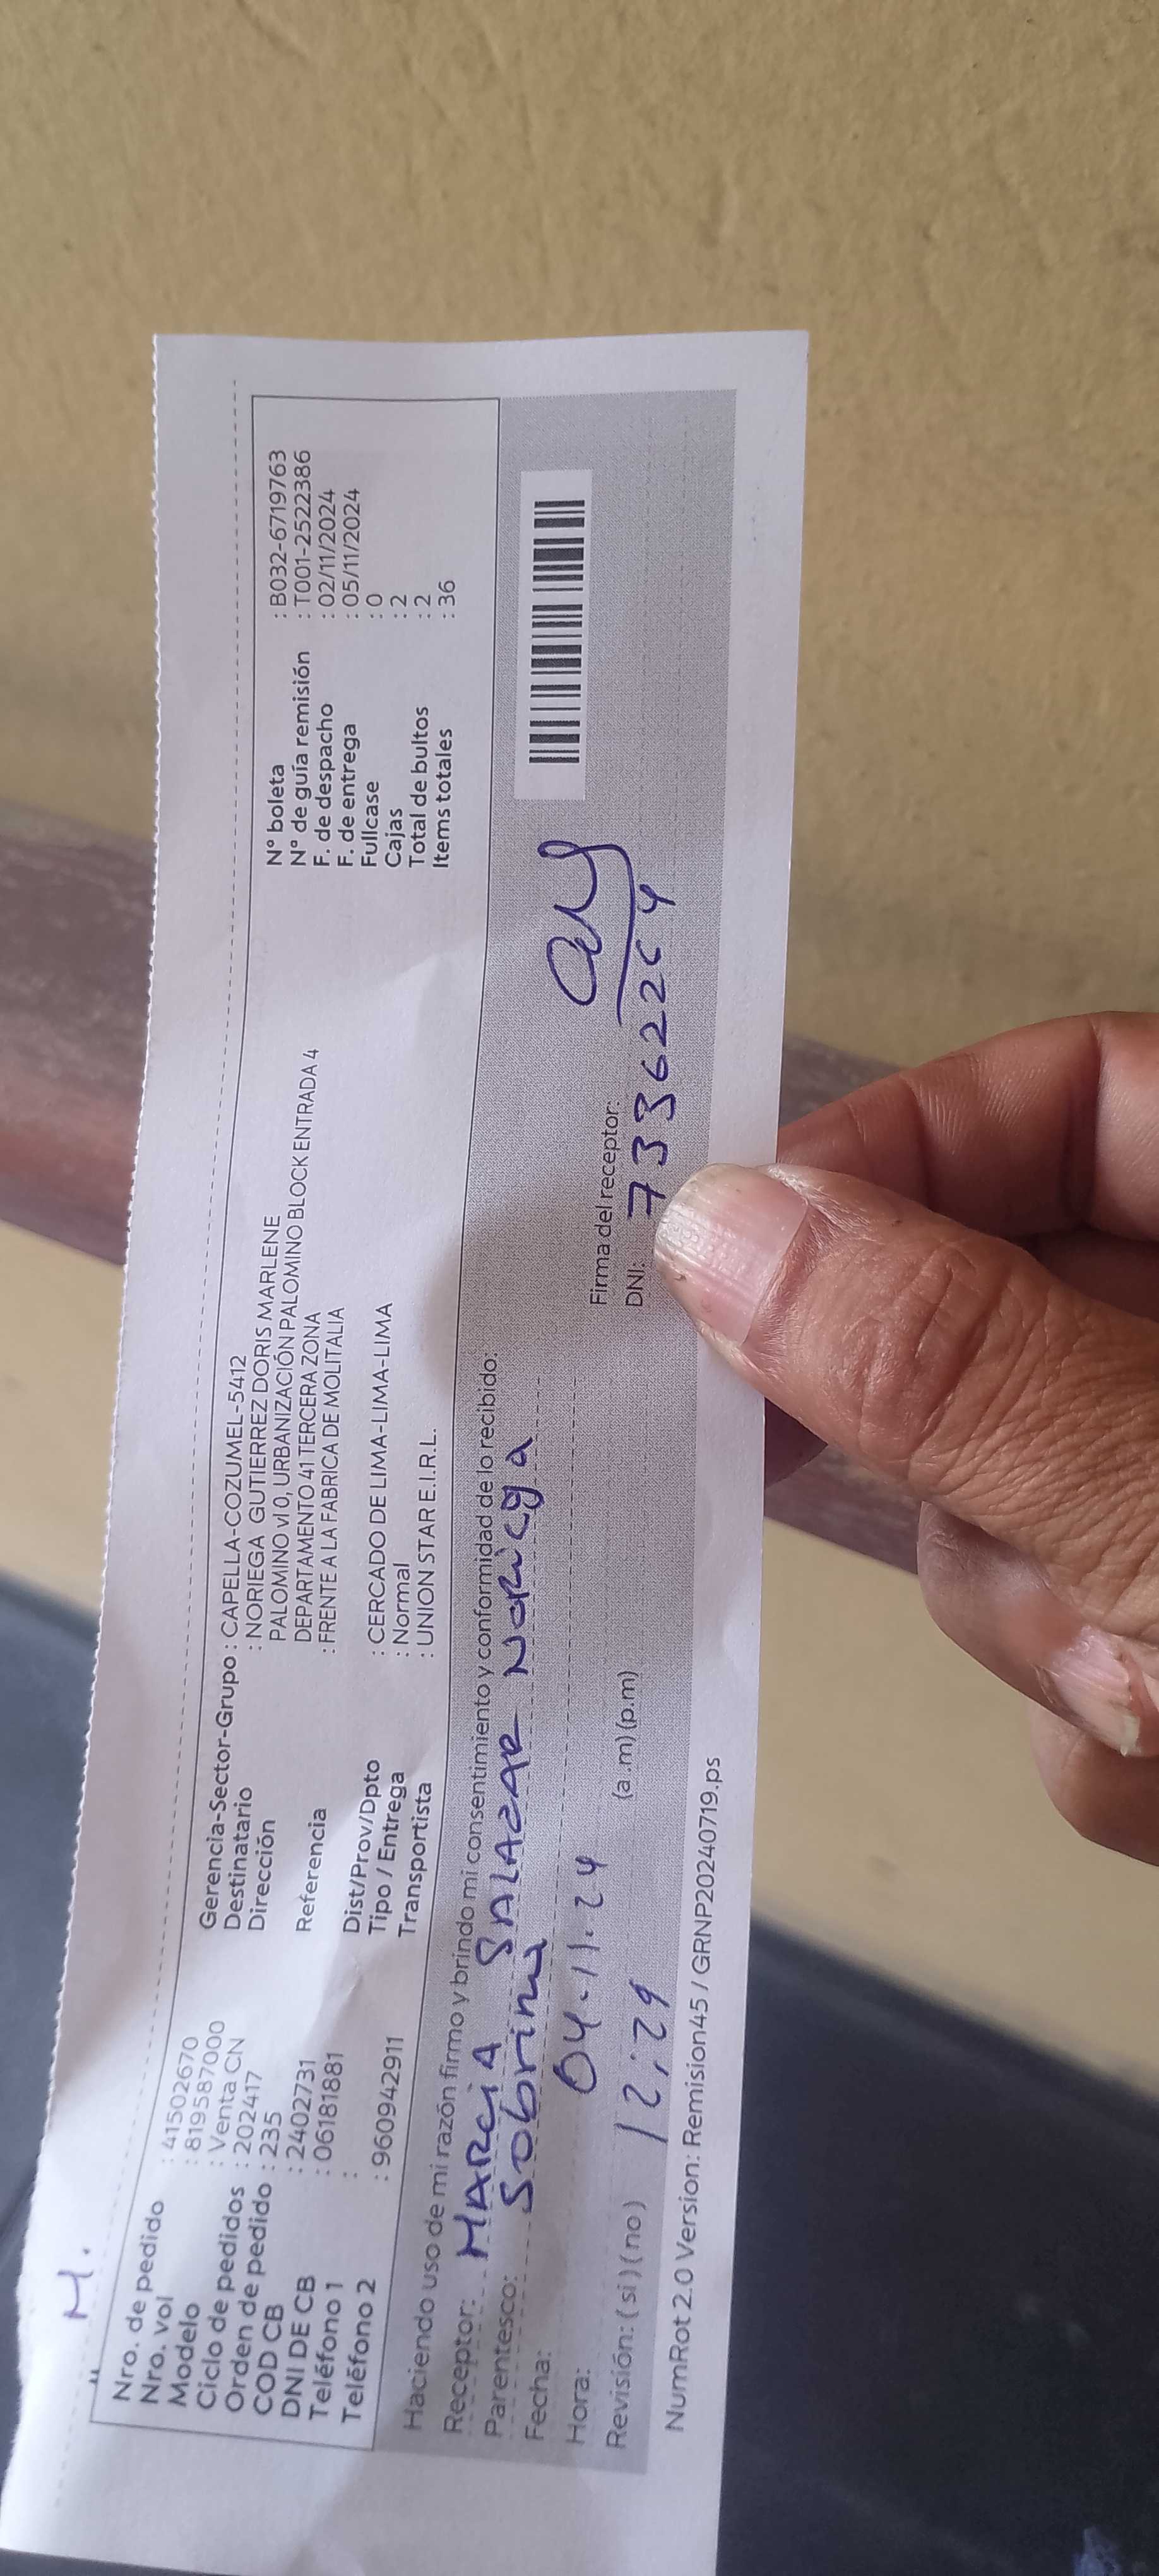 M.
Nro. de pedido : 41502670
Nro. vol : 819587000
Modelo : Venta CN
Ciclo de pedidos : 202417
Orden de pedido : 235
COD CB : 2402731
DNI DE CB : 06181881
Teléfono 1 :
Teléfono 2 : 960942911
Gerencia-Sector-Grupo : CAPELLA-COZUMEL-5412
Destinatario : NORIEGA GUTIERREZ DORIS MARLENE
Dirección PALOMINO vl 0, URBANIZACIÓN PALOMINO BLOCK ENTRADA 4
DEPARTAMENTO 41 TERCERA ZONA
Referencia : FRENTE A LA FABRICA DE MOLITALIA
Dist/Prov/Dpto : CERCADO DE LIMA-LIMA-LIMA
Tipo / Entrega : Normal
Transportista : UNION STAR E.I.R.L.
N° boleta : B032-6719763
N° de guía remisión : T001-2522386
F. de despacho : 02/11/2024
F. de entrega : 05/11/2024
Fullcase : 0
Cajas : 2
Total de bultos : 2
Items totales : 36
Haciendo uso de mi razón firmo y brindo mi consentimiento y conformidad de lo recibido:
Receptor: MARCIA SALAZAR Noricga
Parentesco: Sobrina
Fecha: 04.11.24
Hora: 12:29 (a.m) (p.m)
Revisión: ( si ) ( no )
Firma del receptor:
DNI: 73362264
NumRot 2.0 Version: Remision45 / GRNP20240719.ps